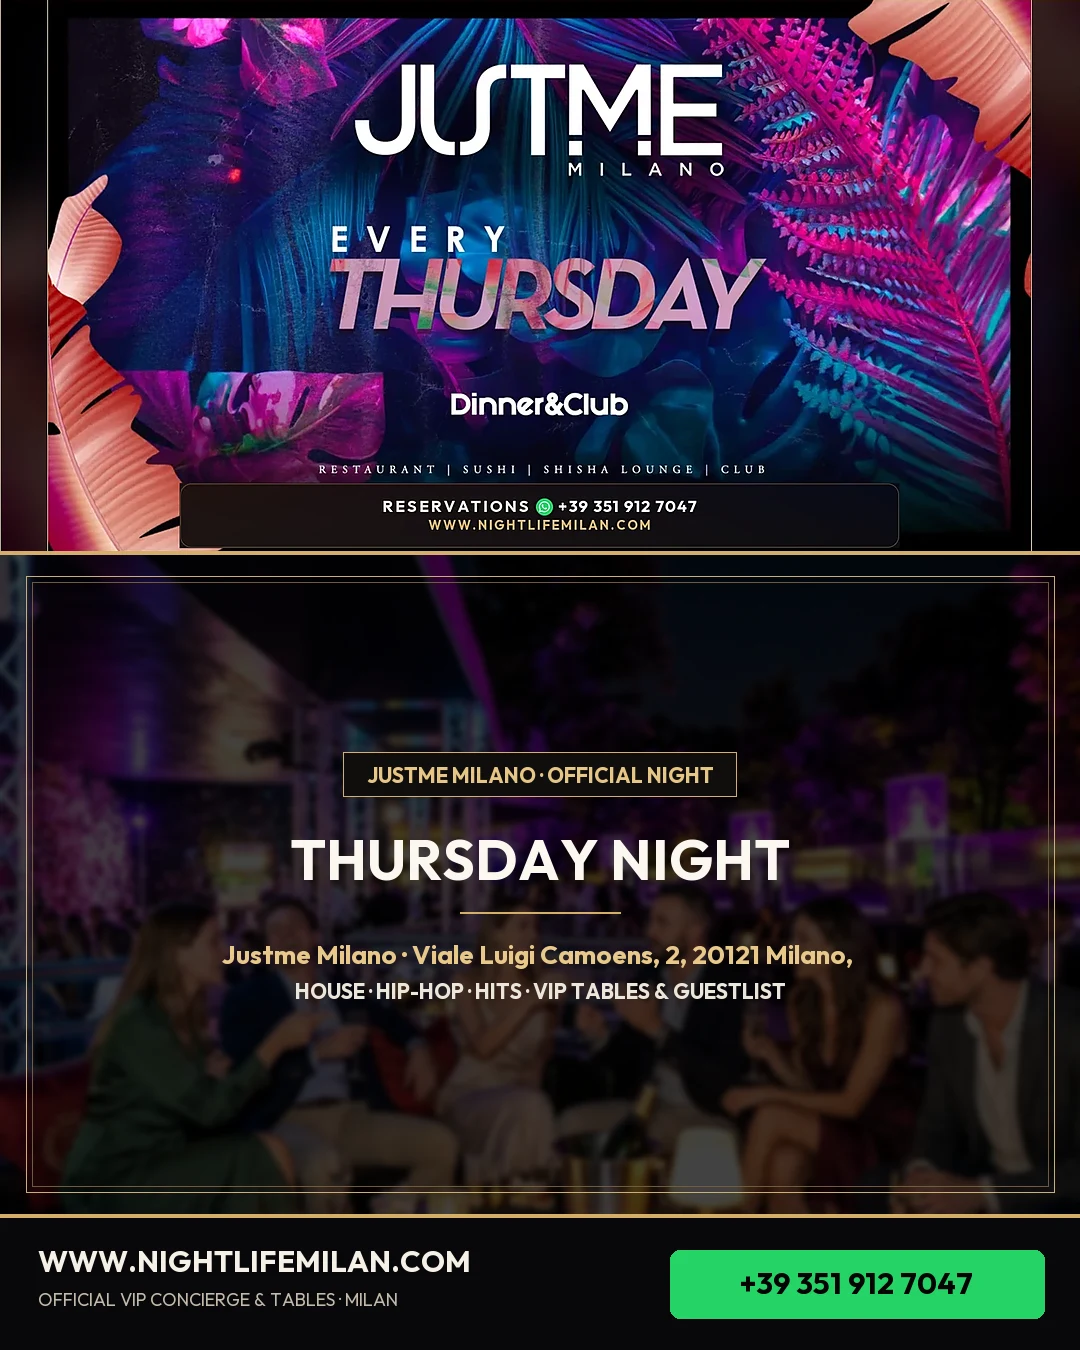 JUSTME
MILANO
EVERY
THURSDAY
Dinner&Club
RESTAURANT | SUSHI | SHISHA LOUNGE | CLUB
RESERVATIONS +39 351 912 7047
WWW.NIGHTLIFEMILAN.COM
JUSTME MILANO · OFFICIAL NIGHT
THURSDAY NIGHT
Justme Milano · Viale Luigi Camoens, 2, 20121 Milano,
HOUSE · HIP-HOP · HITS · VIP TABLES & GUESTLIST
WWW.NIGHTLIFEMILAN.COM
OFFICIAL VIP CONCIERGE & TABLES · MILAN
+39 351 912 7047